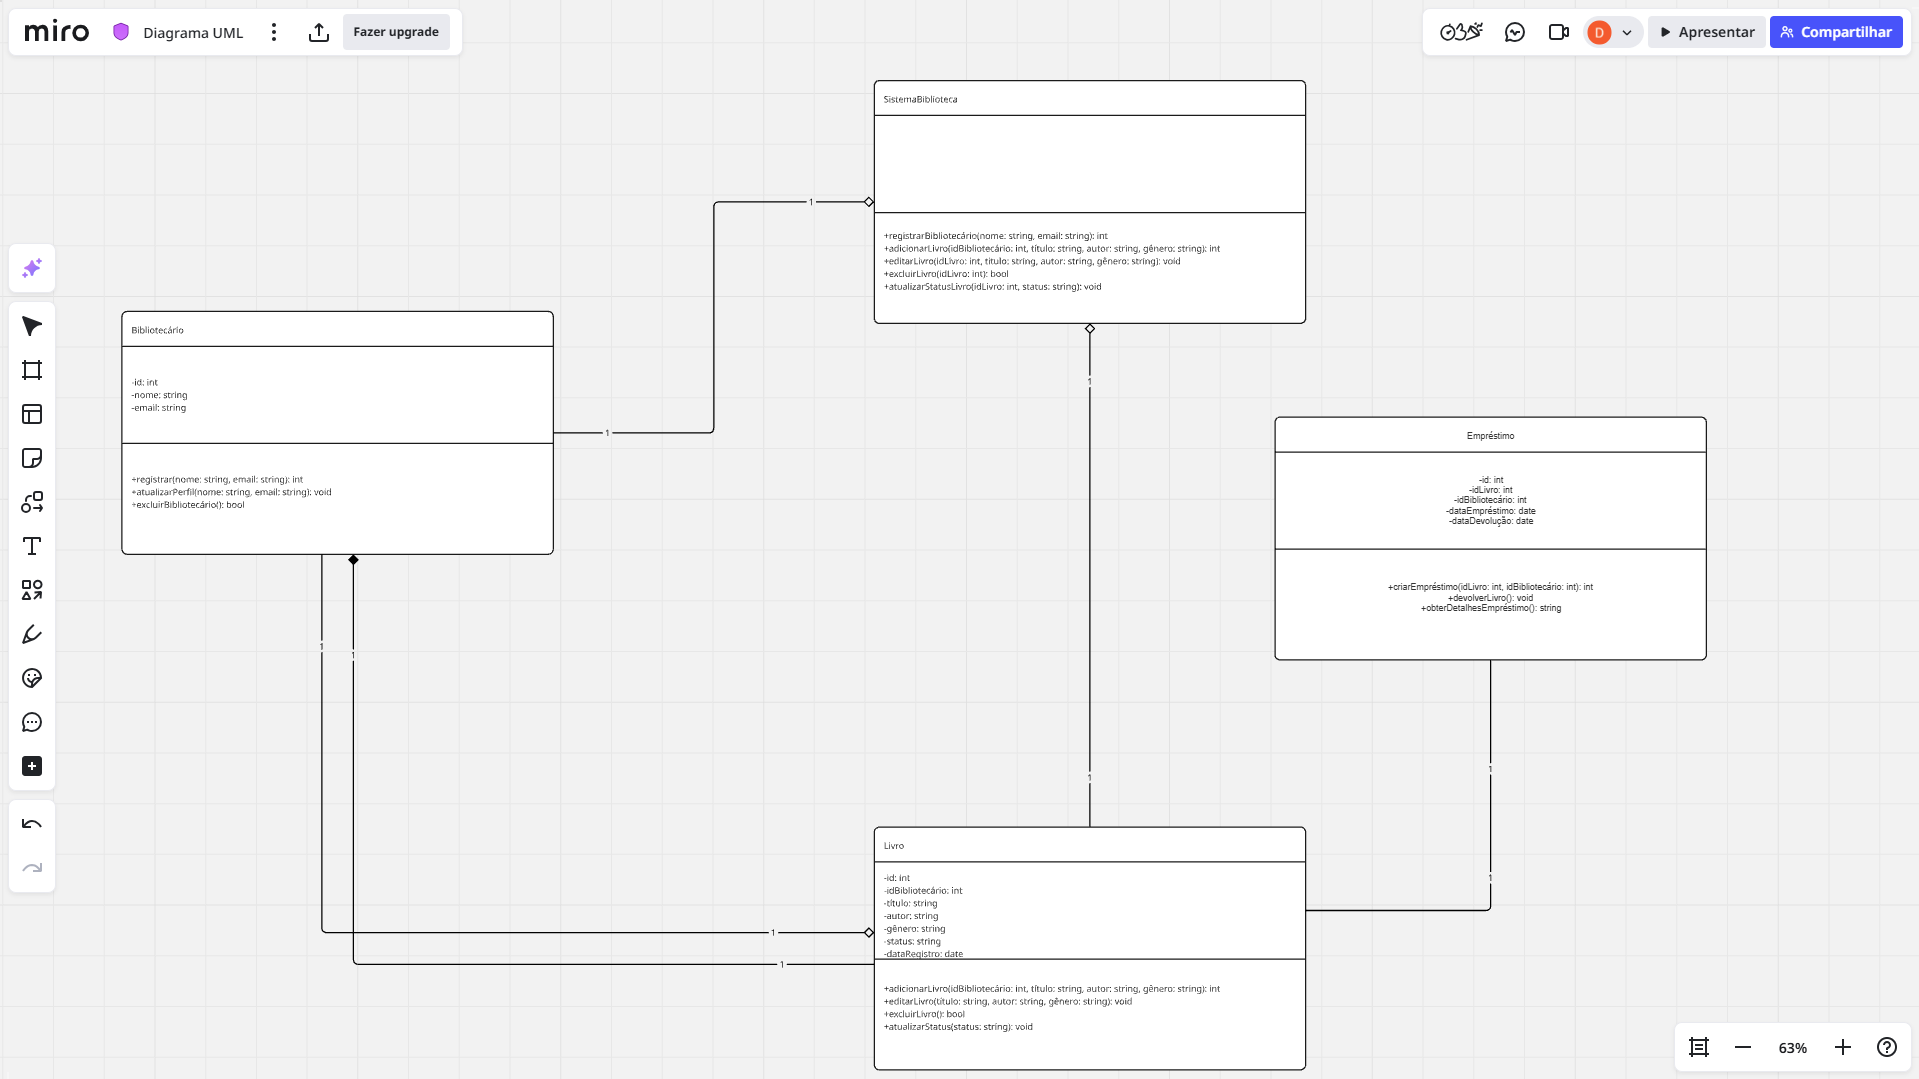 miro
Diagrama UML
Fazer upgrade
D
Apresentar
Compartilhar
SistemaBiblioteca
+registrarBibliotecário(nome: string, email: string): int
+adicionarLivro(idBibliotecário: int, título: string, autor: string, gênero: string): int
+editarLivro(idLivro: int, título: string, autor: string, gênero: string): void
+excluirLivro(idLivro: int): bool
+atualizarStatusLivro(idLivro: int, status: string): void
1
1
1
1
Bibliotecário
-id: int
-nome: string
-email: string
+registrar(nome: string, email: string): int
+atualizarPerfil(nome: string, email: string): void
+excluirBibliotecário(): bool
Empréstimo
-id: int
-idLivro: int
-idBibliotecário: int
-dataEmpréstimo: date
-dataDevolução: date
+criarEmpréstimo(idLivro: int, idBibliotecário: int): int
+devolverLivro(): void
+obterDetalhesEmpréstimo(): string
1
1
1
1
1
1
Livro
-id: int
-idBibliotecário: int
-título: string
-autor: string
-gênero: string
-status: string
-dataRegistro: date
+adicionarLivro(idBibliotecário: int, título: string, autor: string, gênero: string): int
+editarLivro(título: string, autor: string, gênero: string): void
+excluirLivro(): bool
+atualizarStatus(status: string): void
63%